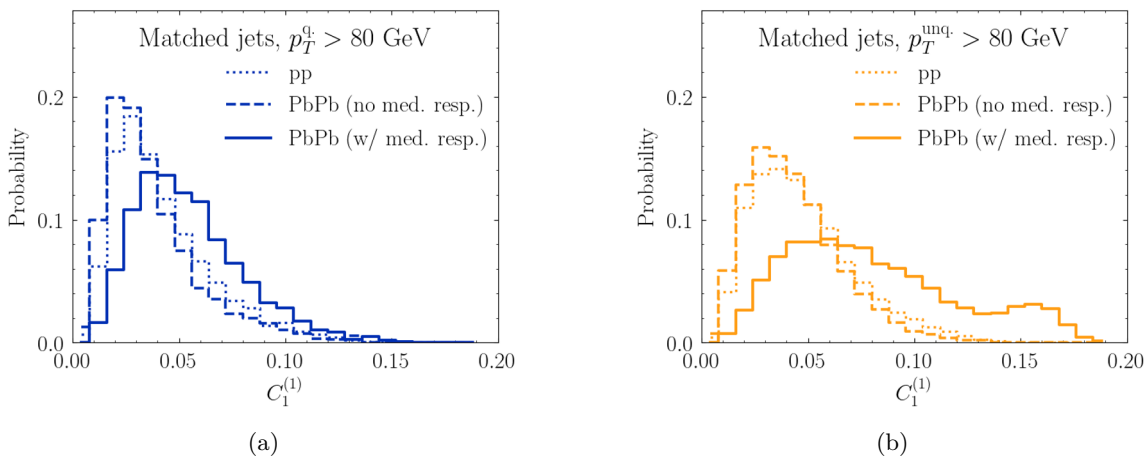 Matched jets, p_T^{q.} > 80 GeV
pp
PbPb (no med. resp.)
PbPb (w/ med. resp.)
Probability
0.2
0.1
0.0
0.00 0.05 0.10 0.15 0.20
C_1^{(1)}
(a)
Matched jets, p_T^{unq.} > 80 GeV
pp
PbPb (no med. resp.)
PbPb (w/ med. resp.)
Probability
0.2
0.1
0.0
0.00 0.05 0.10 0.15 0.20
C_1^{(1)}
(b)